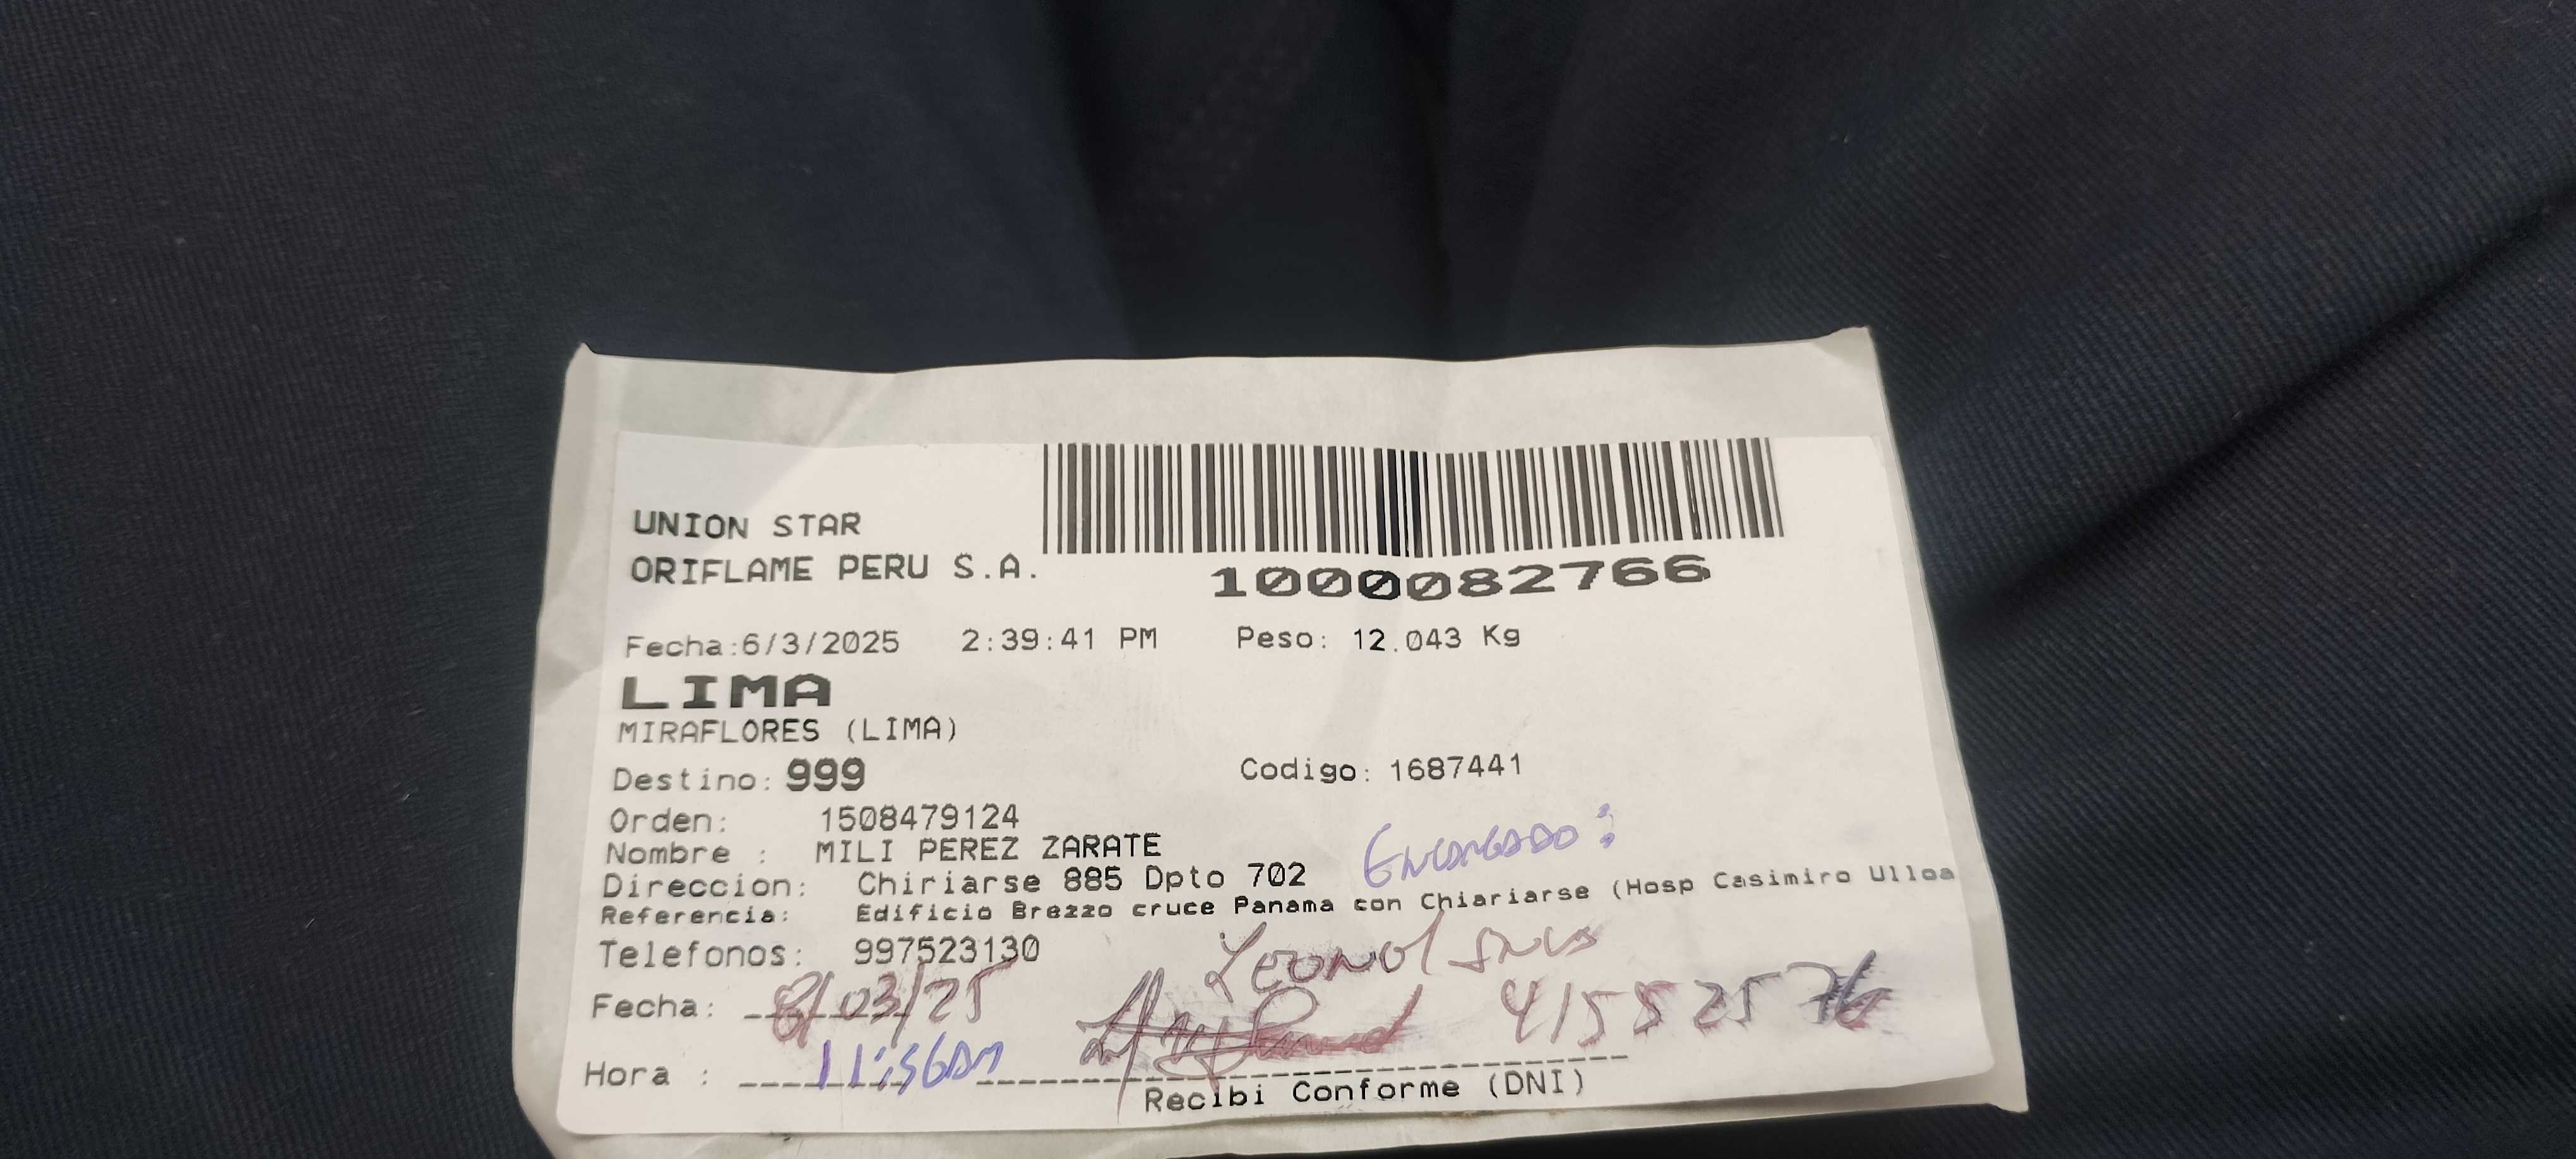 UNION STAR
ORIFLAME PERU S.A.
1000082766
Fecha:6/3/2025 2:39:41 PM Peso: 12.043 Kg
LIMA
MIRAFLORES (LIMA)
Destino: 999 Codigo: 1687441
Orden: 1508479124
Nombre : MILI PEREZ ZARATE
Encargado:
Direccion: Chiriarse 885 Dpto 702
Referencia: Edificio Brezzo cruce Panama con Chiariarse (Hosp Casimiro Ulloa
Telefonos: 997523130
Fecha: 8/03/25 41552576
Hora : 11:56am
Recibi Conforme (DNI)